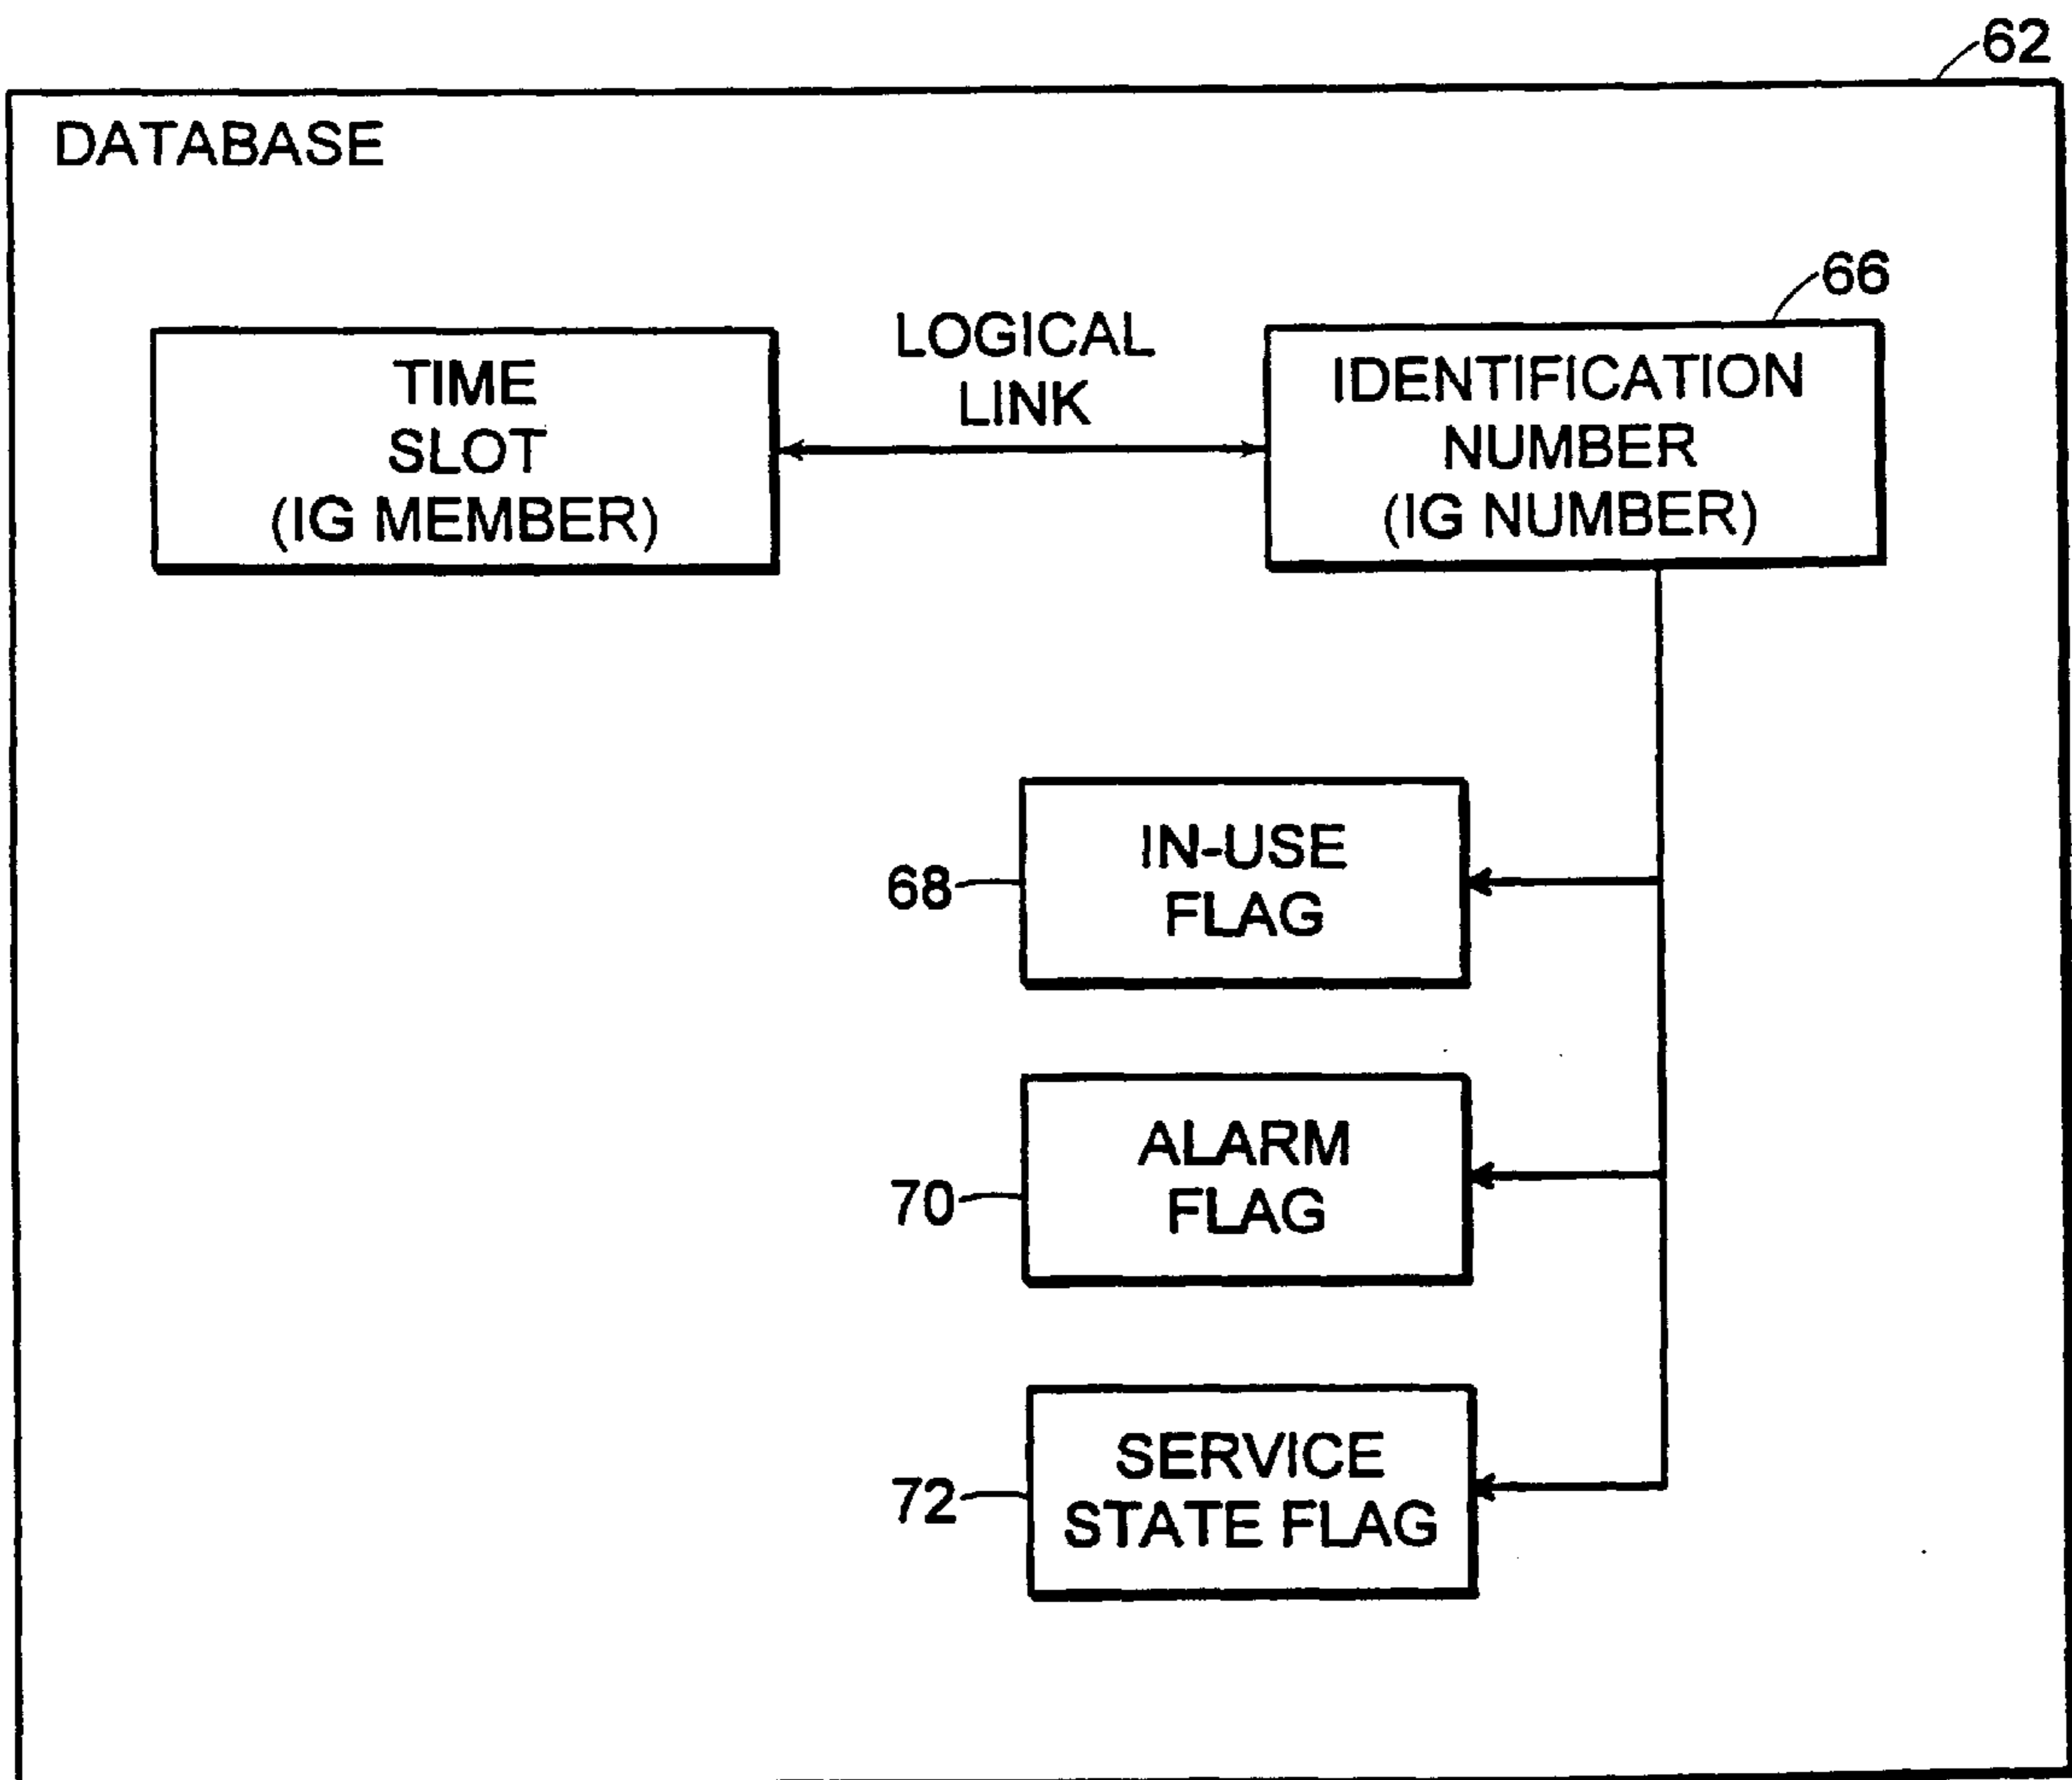 62
DATABASE
66
TIME
SLOT
(IG MEMBER)
LOGICAL
LINK
IDENTIFICATION
NUMBER
(IG NUMBER)
68
IN-USE
FLAG
70
ALARM
FLAG
72
SERVICE
STATE FLAG